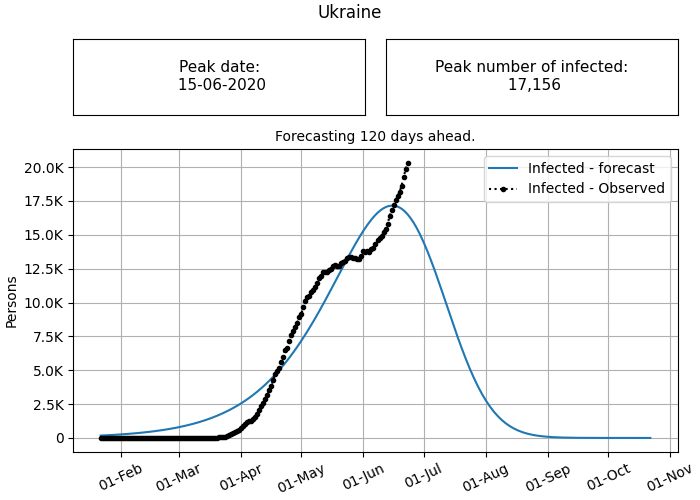 Ukraine
Peak date:
15-06-2020
Peak number of infected:
17,156
Forecasting 120 days ahead.
Persons
20.0K
17.5K
15.0K
12.5K
10.0K
7.5K
5.0K
2.5K
0
Infected - forecast
Infected - Observed
01-Feb
01-Mar
01-Apr
01-May
01-Jun
01-Jul
01-Aug
01-Sep
01-Oct
01-Nov